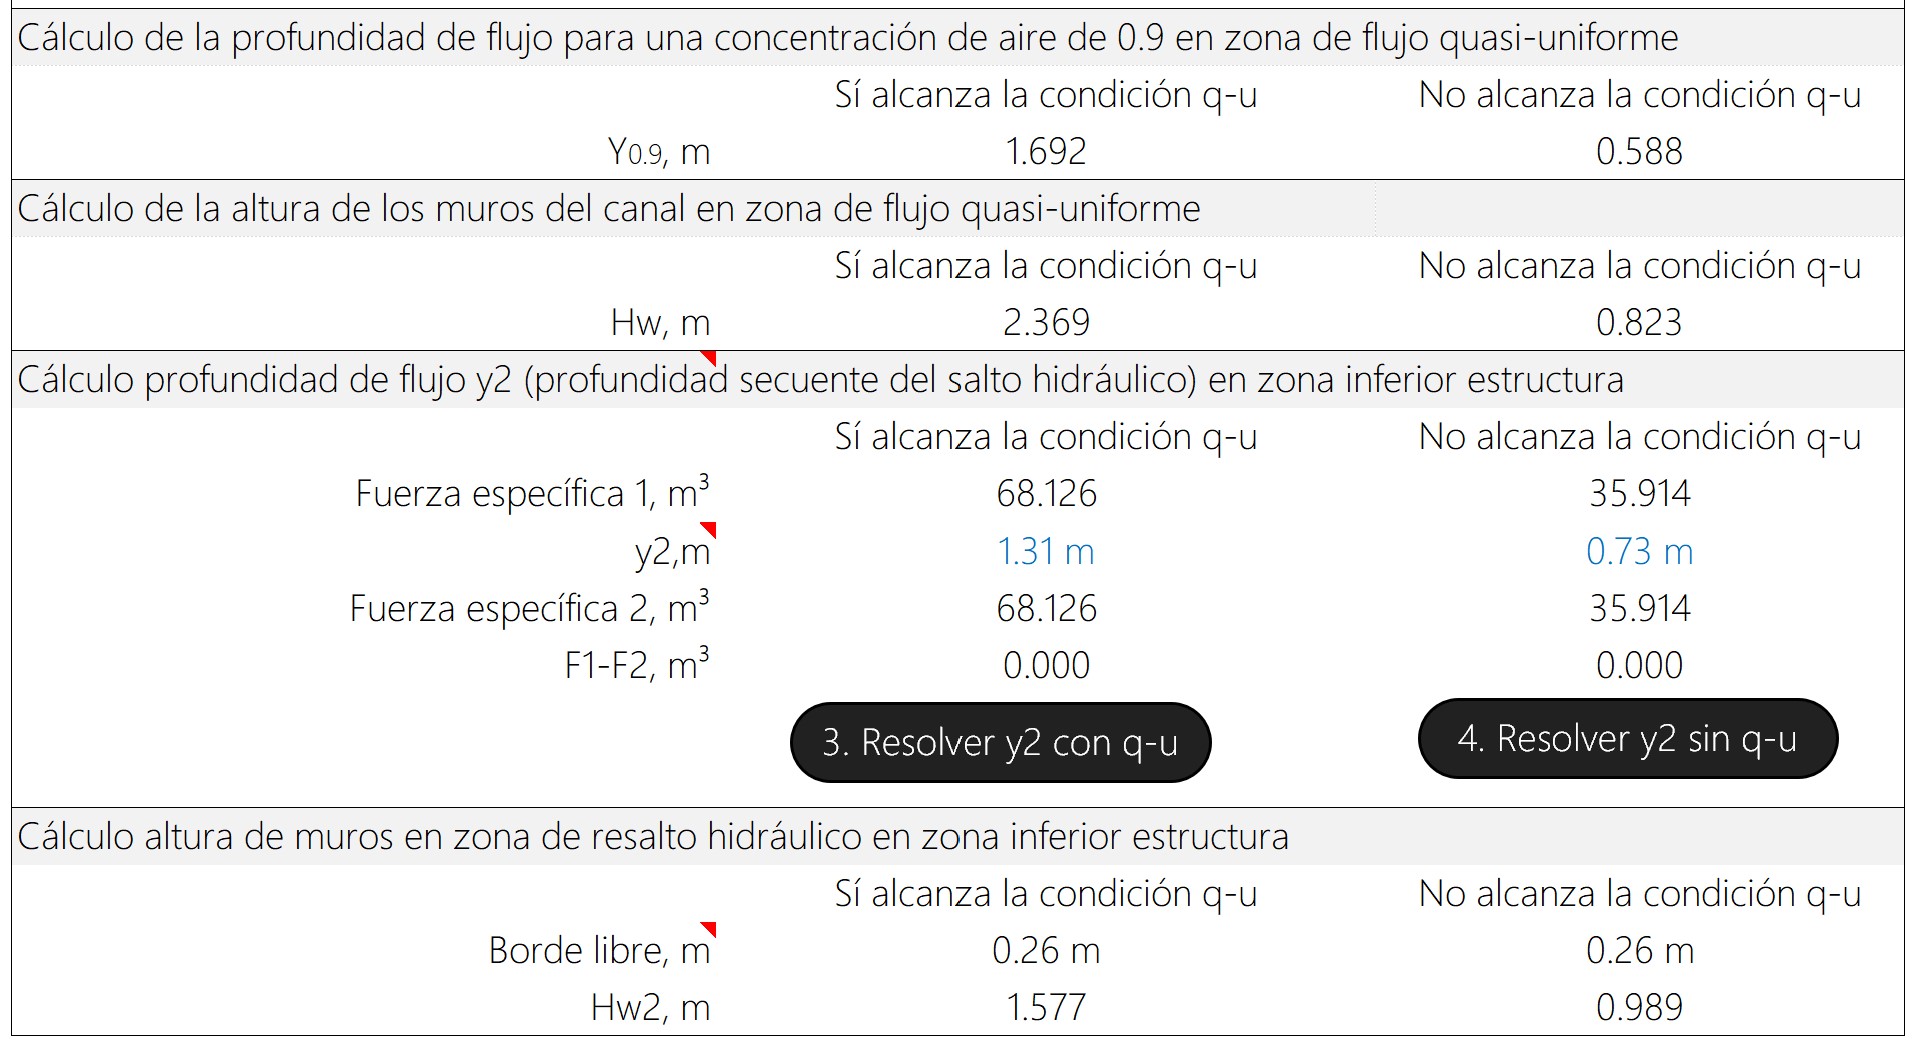 Cálculo de la profundidad de flujo para una concentración de aire de 0.9 en zona de flujo quasi-uniforme
Sí alcanza la condición q-u No alcanza la condición q-u
Y0.9, m 1.692 0.588
Cálculo de la altura de los muros del canal en zona de flujo quasi-uniforme
Sí alcanza la condición q-u No alcanza la condición q-u
Hw, m 2.369 0.823
Cálculo profundidad de flujo y2 (profundidad secuente del salto hidráulico) en zona inferior estructura
Sí alcanza la condición q-u No alcanza la condición q-u
Fuerza específica 1, m³ 68.126 35.914
y2,m 1.31 m 0.73 m
Fuerza específica 2, m³ 68.126 35.914
F1-F2, m³ 0.000 0.000
3. Resolver y2 con q-u 4. Resolver y2 sin q-u
Cálculo altura de muros en zona de resalto hidráulico en zona inferior estructura
Sí alcanza la condición q-u No alcanza la condición q-u
Borde libre, m 0.26 m 0.26 m
Hw2, m 1.577 0.989